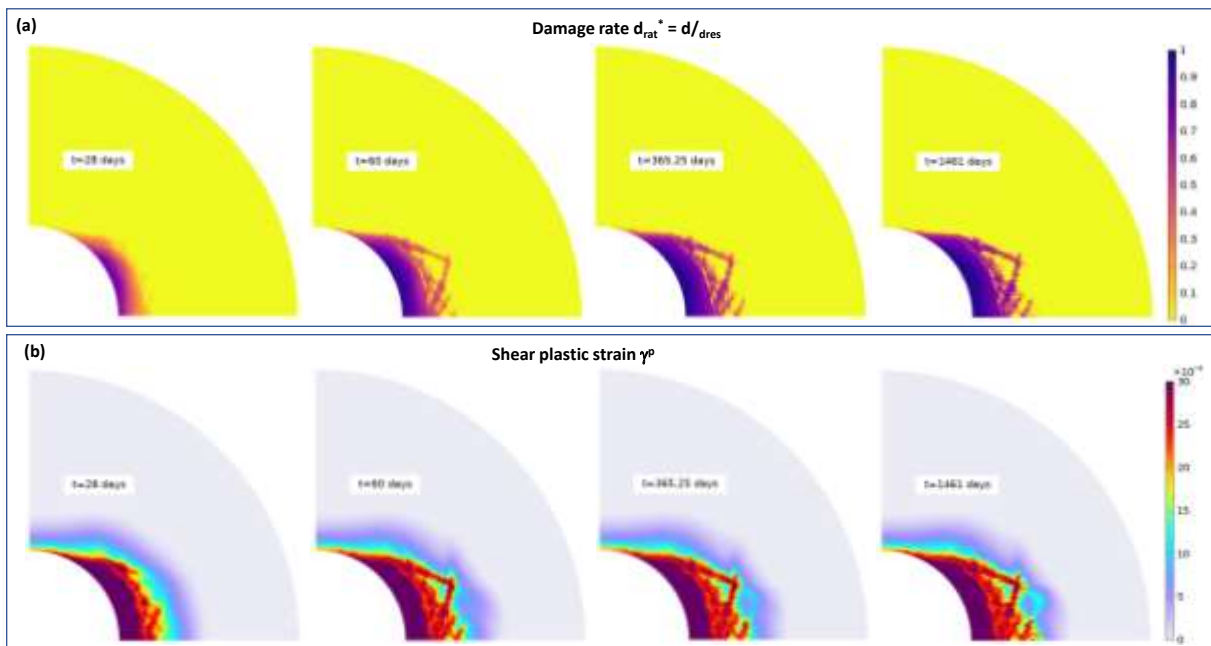 (a)
Damage rate d_rat^* = d/_dres
t=28 days
t=60 days
t=365.25 days
t=1461 days
1
0.9
0.8
0.7
0.6
0.5
0.4
0.3
0.2
0.1
0
(b)
Shear plastic strain γ^p
t=28 days
t=60 days
t=365.25 days
t=1461 days
30
25
20
15
10
5
0